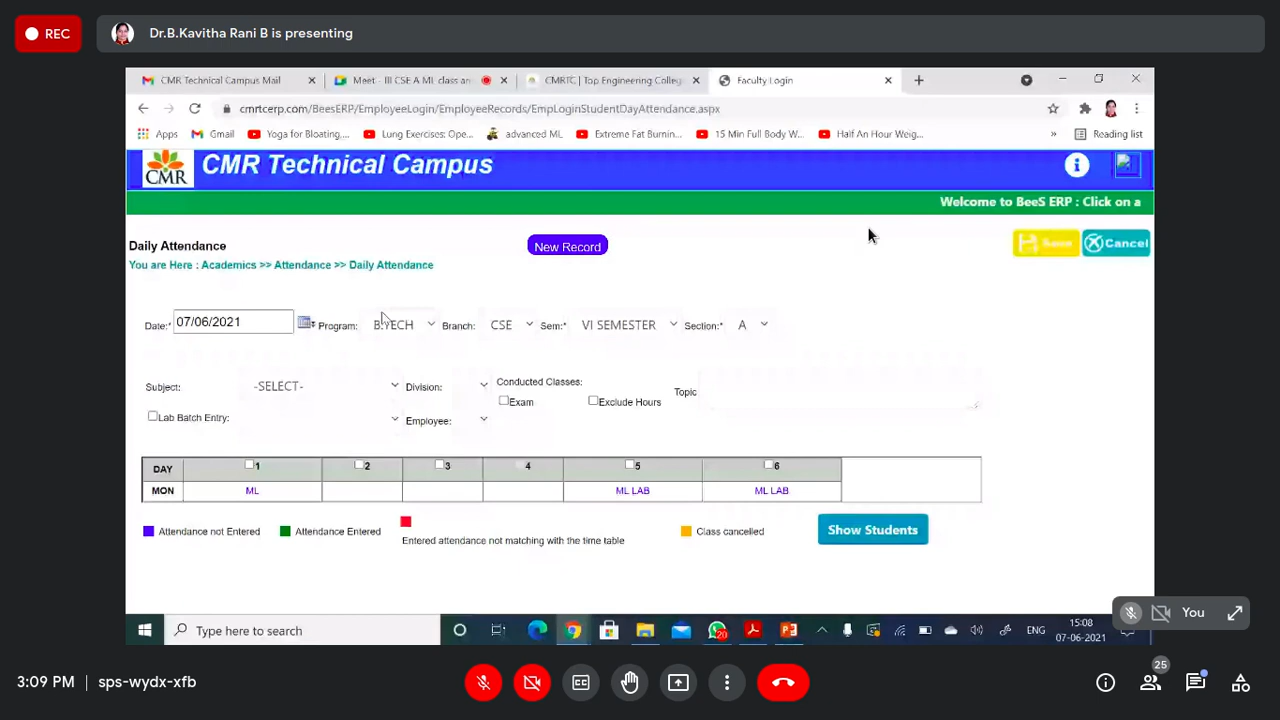 REC
Dr.B.Kavitha Rani B is presenting
CMR Technical Campus Mail
Meet - III CSE A ML class an
CMRTC | Top Engineering Colleg
Faculty Login
cmrtcerp.com/BeesERP/EmployeeLogin/EmployeeRecords/EmpLoginStudentDayAttendance.aspx
Apps Gmail Yoga for Bloating,... Lung Exercises: Ope... advanced ML Extreme Fat Burnin... 15 Min Full Body W... Half An Hour Weig... » Reading list
CMR
CMR Technical Campus
Welcome to BeeS ERP : Click on a
Daily Attendance
New Record
Save
Cancel
You are Here : Academics >> Attendance >> Daily Attendance
Date:* 07/06/2021 Program: B.TECH Branch: CSE Sem:* VI SEMESTER Section:* A
Subject: -SELECT- Division: Conducted Classes: Topic
Exam Exclude Hours
Lab Batch Entry: Employee:
DAY 1 2 3 4 5 6
MON ML ML LAB ML LAB
Attendance not Entered Attendance Entered Entered attendance not matching with the time table Class cancelled
Show Students
You
Type here to search
20
ENG
15:08
07-06-2021
3:09 PM | sps-wydx-xfb
25